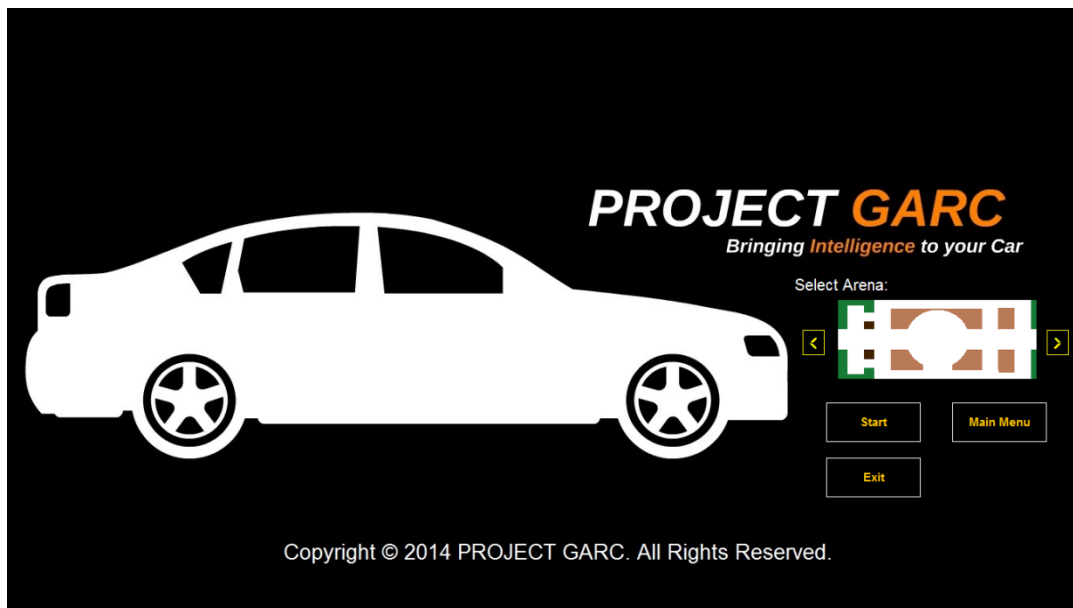 PROJECT GARC
Bringing Intelligence to your Car
Select Arena:
< >
Start Main Menu
Exit
Copyright © 2014 PROJECT GARC. All Rights Reserved.